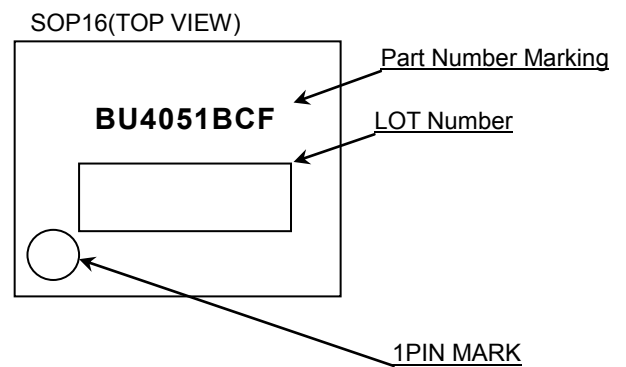 SOP16(TOP VIEW)
Part Number Marking
BU4051BCF
LOT Number
1PIN MARK